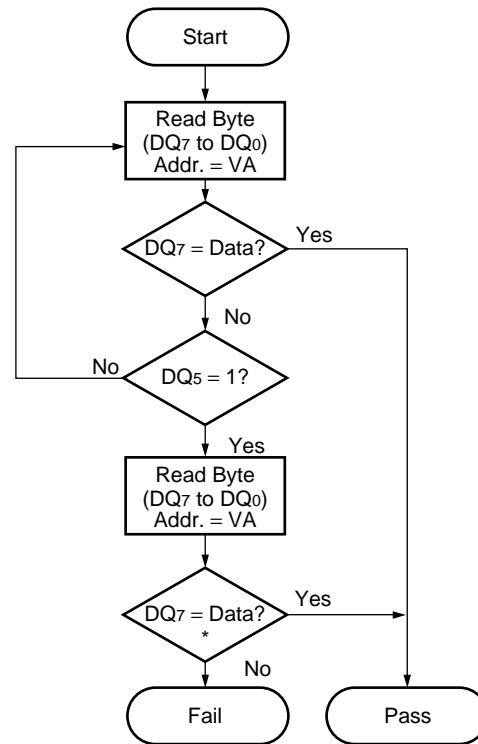 Start
Read Byte
(DQ7 to DQ0)
Addr. = VA
DQ7 = Data?
Yes
No
DQ5 = 1?
No
Yes
Read Byte
(DQ7 to DQ0)
Addr. = VA
DQ7 = Data?
*
Yes
No
Fail
Pass